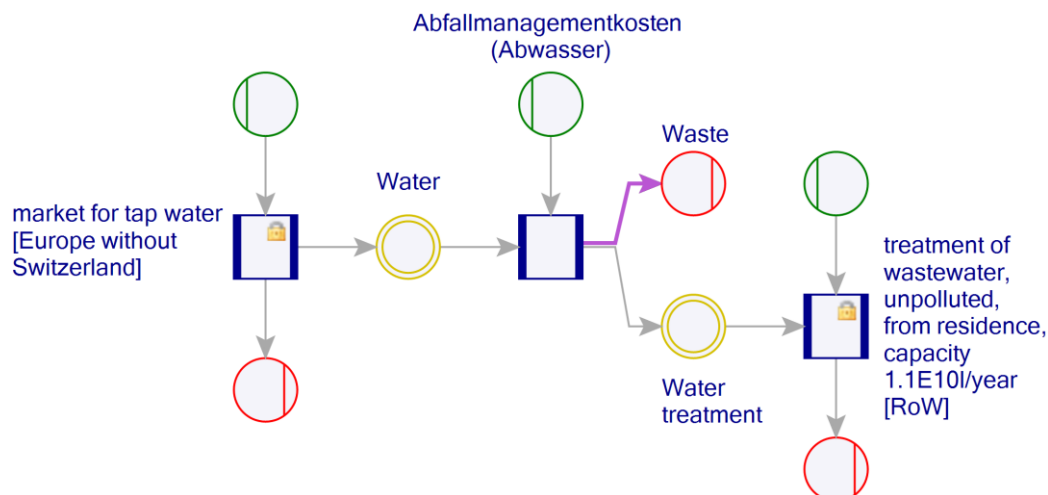 Abfallmanagementkosten
(Abwasser)
Waste
Water
market for tap water
[Europe without
Switzerland]
treatment of
wastewater,
unpolluted,
from residence,
capacity
1.1E10l/year
[RoW]
Water
treatment